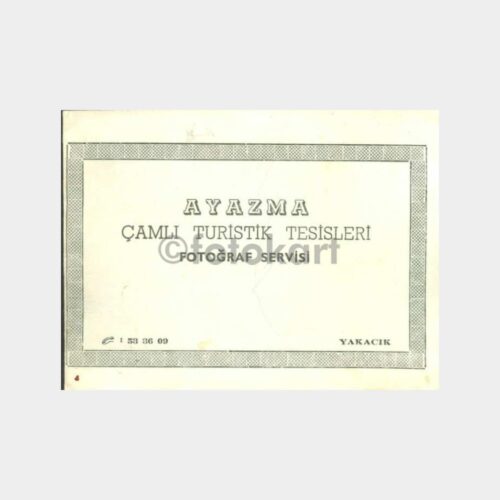 AYAZMA
ÇAMLI TURİSTİK TESİSLERİ
©fotokart
FOTOĞRAF SERVİSİ
✆ 1 53 36 09 YAKACIK